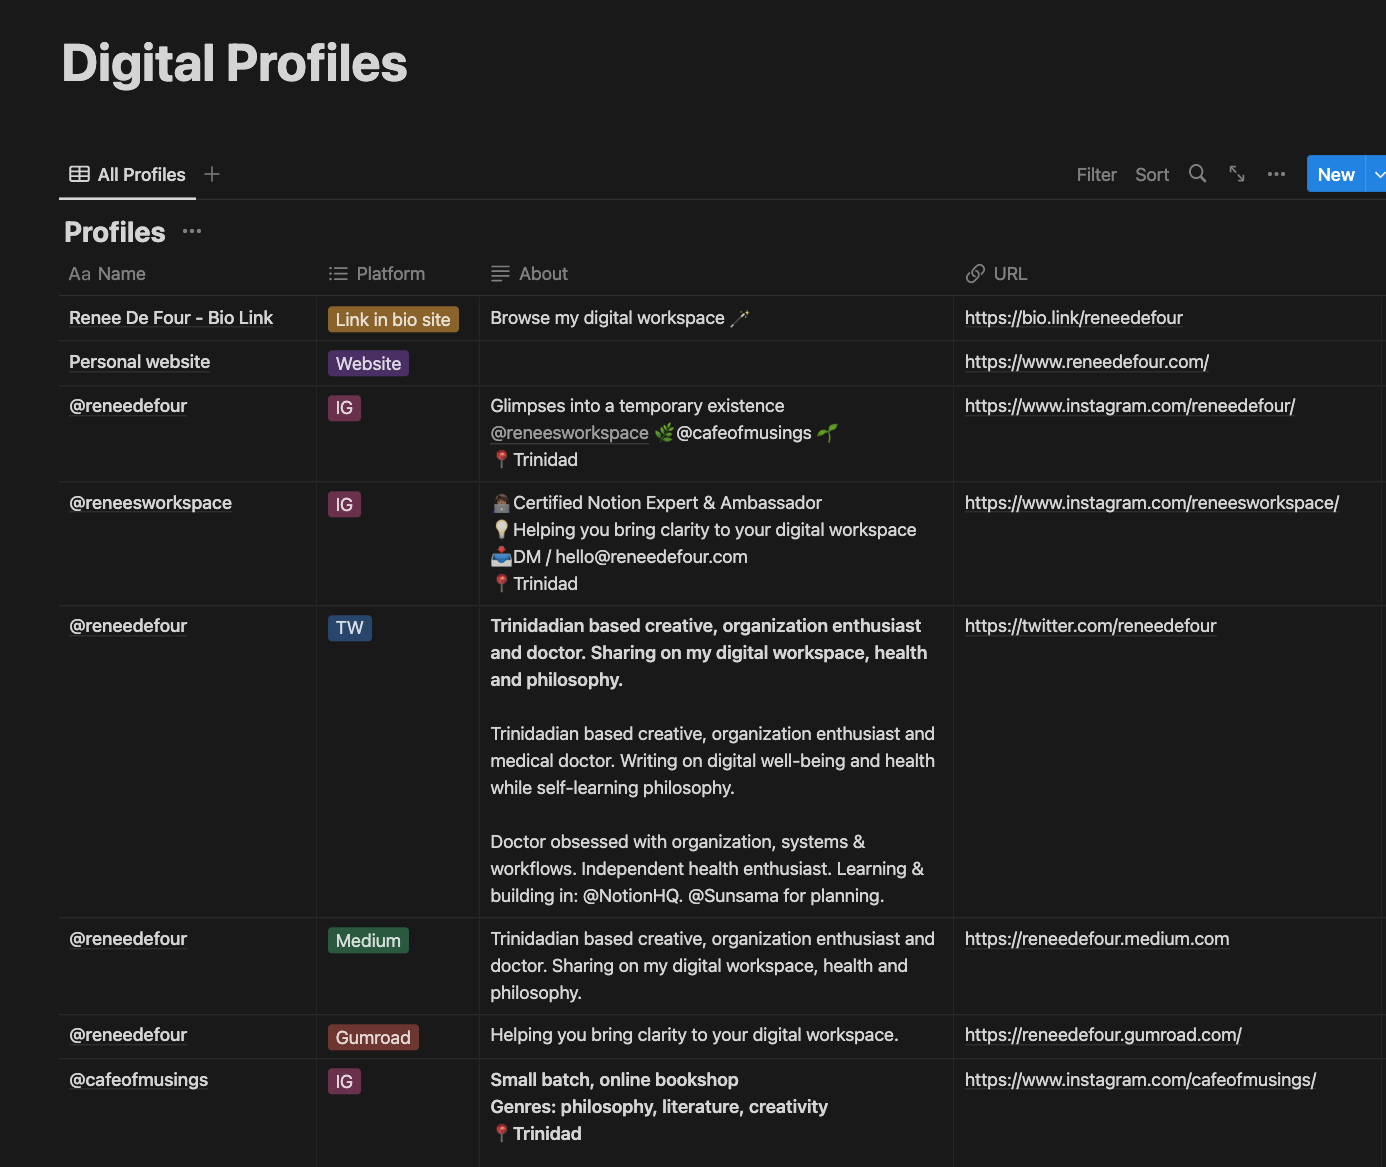 Digital Profiles
All Profiles
Filter Sort New
Profiles
Aa Name Platform About URL
Renee De Four - Bio Link Link in bio site Browse my digital workspace 🪄 https://bio.link/reneedefour
Personal website Website https://www.reneedefour.com/
@reneedefour IG Glimpses into a temporary existence https://www.instagram.com/reneedefour/
@reneesworkspace 🌿@cafeofmusings 🌱
📍Trinidad
@reneesworkspace IG 👩🏾‍💻Certified Notion Expert & Ambassador https://www.instagram.com/reneesworkspace/
💡Helping you bring clarity to your digital workspace
📥DM / hello@reneedefour.com
📍Trinidad
@reneedefour TW Trinidadian based creative, organization enthusiast https://twitter.com/reneedefour
and doctor. Sharing on my digital workspace, health
and philosophy.
Trinidadian based creative, organization enthusiast and
medical doctor. Writing on digital well-being and health
while self-learning philosophy.
Doctor obsessed with organization, systems &
workflows. Independent health enthusiast. Learning &
building in: @NotionHQ. @Sunsama for planning.
@reneedefour Medium Trinidadian based creative, organization enthusiast and https://reneedefour.medium.com
doctor. Sharing on my digital workspace, health and
philosophy.
@reneedefour Gumroad Helping you bring clarity to your digital workspace. https://reneedefour.gumroad.com/
@cafeofmusings IG Small batch, online bookshop https://www.instagram.com/cafeofmusings/
Genres: philosophy, literature, creativity
📍Trinidad